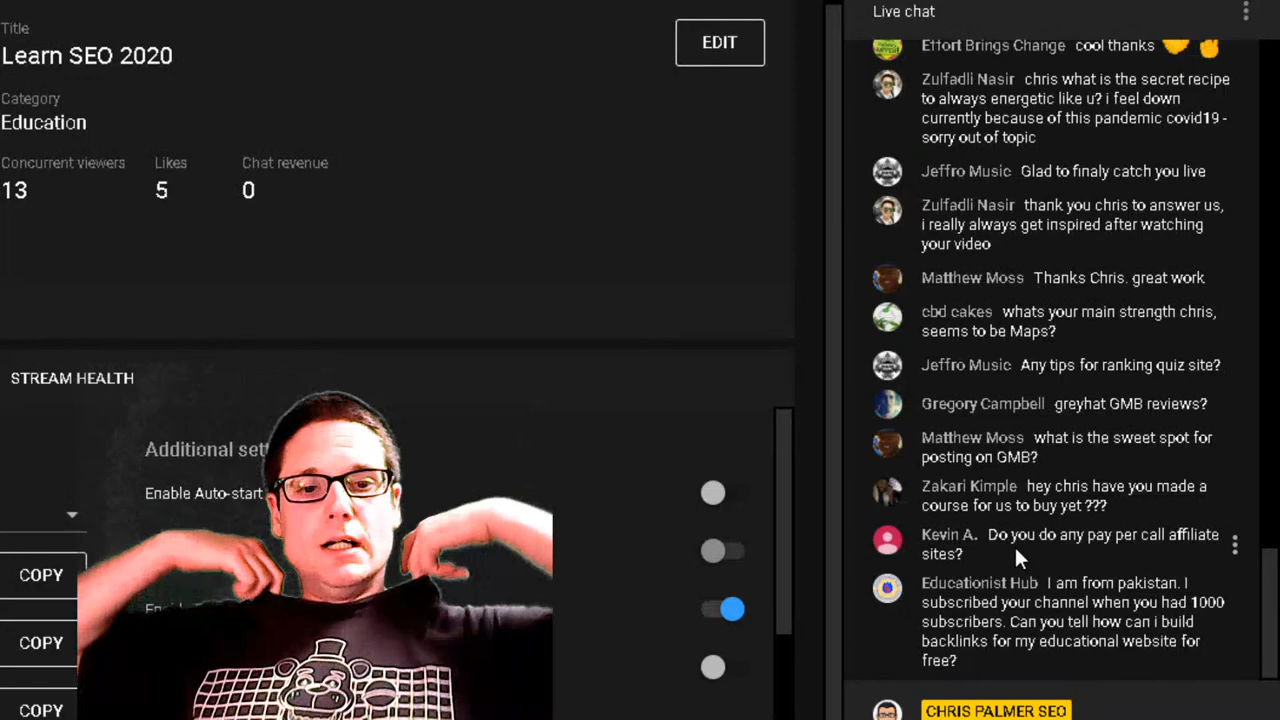 Title
Learn SEO 2020
EDIT
Category
Education
Concurrent viewers
Likes
Chat revenue
13
5
0
STREAM HEALTH
Additional sett
Enable Auto-start
COPY
COPY
COPY
Live chat
Effort Brings Change cool thanks
Zulfadli Nasir chris what is the secret recipe
to always energetic like u? i feel down
currently because of this pandemic covid19 -
sorry out of topic
Jeffro Music Glad to finaly catch you live
Zulfadli Nasir thank you chris to answer us,
i really always get inspired after watching
your video
Matthew Moss Thanks Chris. great work
cbd cakes whats your main strength chris,
seems to be Maps?
Jeffro Music Any tips for ranking quiz site?
Gregory Campbell greyhat GMB reviews?
Matthew Moss what is the sweet spot for
posting on GMB?
Zakari Kimple hey chris have you made a
course for us to buy yet ???
Kevin A. Do you do any pay per call affiliate
sites?
Educationist Hub I am from pakistan. I
subscribed your channel when you had 1000
subscribers. Can you tell how can i build
backlinks for my educational website for
free?
CHRIS PALMER SEO